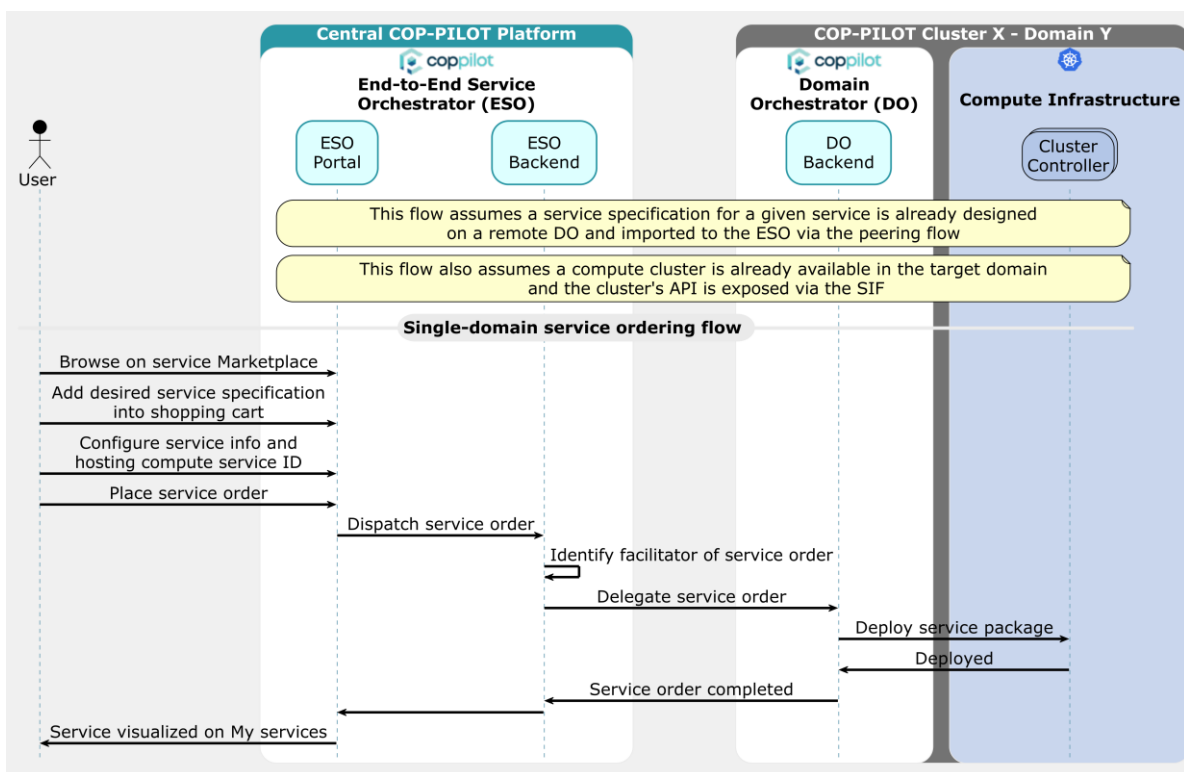 Central COP-PILOT Platform
COP-PILOT Cluster X - Domain Y
coppilot
coppilot
End-to-End Service
Orchestrator (ESO)
Domain
Orchestrator (DO)
Compute Infrastructure
User
ESO
Portal
ESO
Backend
DO
Backend
Cluster
Controller
This flow assumes a service specification for a given service is already designed
on a remote DO and imported to the ESO via the peering flow
This flow also assumes a compute cluster is already available in the target domain
and the cluster's API is exposed via the SIF
Single-domain service ordering flow
Browse on service Marketplace
Add desired service specification
into shopping cart
Configure service info and
hosting compute service ID
Place service order
Dispatch service order
Identify facilitator of service order
Delegate service order
Deploy service package
Deployed
Service order completed
Service visualized on My services